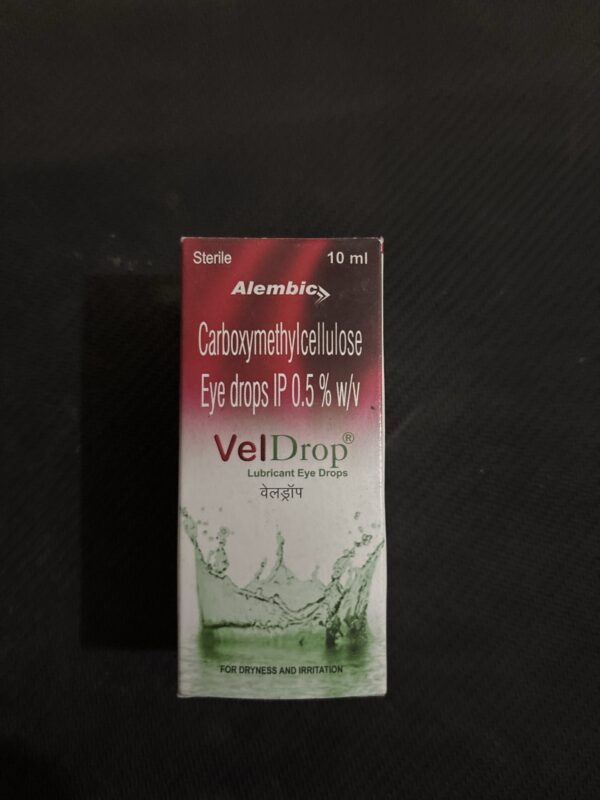 Sterile 10 ml
Alembic
Carboxymethylcellulose
Eye drops IP 0.5 % w/v
VelDrop®
Lubricant Eye Drops
वेलड्रॉप
FOR DRYNESS AND IRRITATION